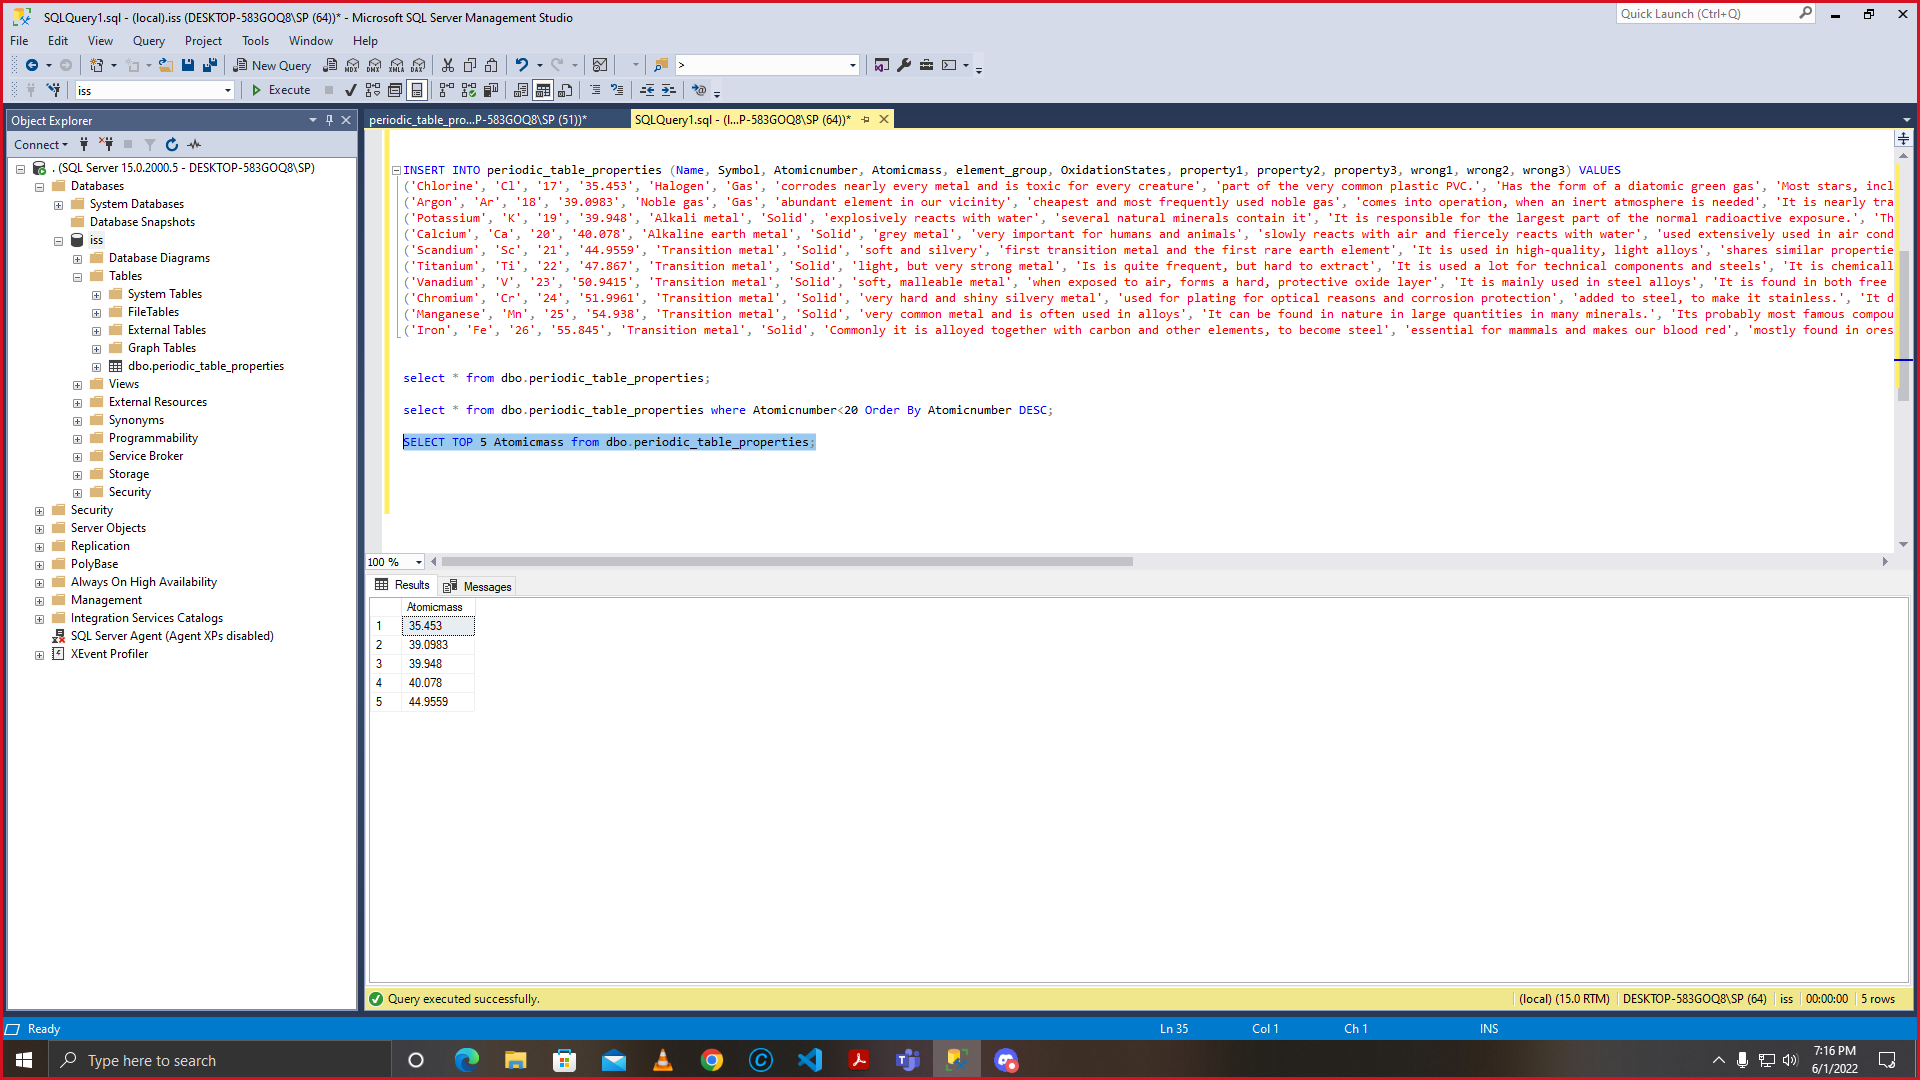 SQLQuery1.sql - (local).iss (DESKTOP-583GOQ8\SP (64))* - Microsoft SQL Server Management Studio
Quick Launch (Ctrl+Q)
File Edit View Query Project Tools Window Help
New Query
MDX DMX XMLA DAX
>
iss
Execute
Object Explorer
Connect
. (SQL Server 15.0.2000.5 - DESKTOP-583GOQ8\SP)
Databases
System Databases
Database Snapshots
iss
Database Diagrams
Tables
System Tables
FileTables
External Tables
Graph Tables
dbo.periodic_table_properties
Views
External Resources
Synonyms
Programmability
Service Broker
Storage
Security
Security
Server Objects
Replication
PolyBase
Always On High Availability
Management
Integration Services Catalogs
SQL Server Agent (Agent XPs disabled)
XEvent Profiler
periodic_table_pro...P-583GOQ8\SP (51))*
SQLQuery1.sql - (l...P-583GOQ8\SP (64))*
INSERT INTO periodic_table_properties (Name, Symbol, Atomicnumber, Atomicmass, element_group, OxidationStates, property1, property2, property3, wrong1, wrong2, wrong3) VALUES
('Chlorine', 'Cl', '17', '35.453', 'Halogen', 'Gas', 'corrodes nearly every metal and is toxic for every creature', 'part of the very common plastic PVC.', 'Has the form of a diatomic green gas', 'Most stars, incl
('Argon', 'Ar', '18', '39.0983', 'Noble gas', 'Gas', 'abundant element in our vicinity', 'cheapest and most frequently used noble gas', 'comes into operation, when an inert atmosphere is needed', 'It is nearly tra
('Potassium', 'K', '19', '39.948', 'Alkali metal', 'Solid', 'explosively reacts with water', 'several natural minerals contain it', 'It is responsible for the largest part of the normal radioactive exposure.', 'Th
('Calcium', 'Ca', '20', '40.078', 'Alkaline earth metal', 'Solid', 'grey metal', 'very important for humans and animals', 'slowly reacts with air and fiercely reacts with water', 'used extensively used in air cond
('Scandium', 'Sc', '21', '44.9559', 'Transition metal', 'Solid', 'soft and silvery', 'first transition metal and the first rare earth element', 'It is used in high-quality, light alloys', 'shares similar propertie
('Titanium', 'Ti', '22', '47.867', 'Transition metal', 'Solid', 'light, but very strong metal', 'Is is quite frequent, but hard to extract', 'It is used a lot for technical components and steels', 'It is chemicall
('Vanadium', 'V', '23', '50.9415', 'Transition metal', 'Solid', 'soft, malleable metal', 'when exposed to air, forms a hard, protective oxide layer', 'It is mainly used in steel alloys', 'It is found in both free
('Chromium', 'Cr', '24', '51.9961', 'Transition metal', 'Solid', 'very hard and shiny silvery metal', 'used for plating for optical reasons and corrosion protection', 'added to steel, to make it stainless.', 'It d
('Manganese', 'Mn', '25', '54.938', 'Transition metal', 'Solid', 'very common metal and is often used in alloys', 'It can be found in nature in large quantities in many minerals.', 'Its probably most famous compou
('Iron', 'Fe', '26', '55.845', 'Transition metal', 'Solid', 'Commonly it is alloyed together with carbon and other elements, to become steel', 'essential for mammals and makes our blood red', 'mostly found in ores
select * from dbo.periodic_table_properties;
select * from dbo.periodic_table_properties where Atomicnumber<20 Order By Atomicnumber DESC;
SELECT TOP 5 Atomicmass from dbo.periodic_table_properties;
100 %
Results Messages
Atomicmass
1 35.453
2 39.0983
3 39.948
4 40.078
5 44.9559
Query executed successfully.
(local) (15.0 RTM) DESKTOP-583GOQ8\SP (64) iss 00:00:00 5 rows
Ready
Ln 35 Col 1 Ch 1 INS
Type here to search
7:16 PM
6/1/2022